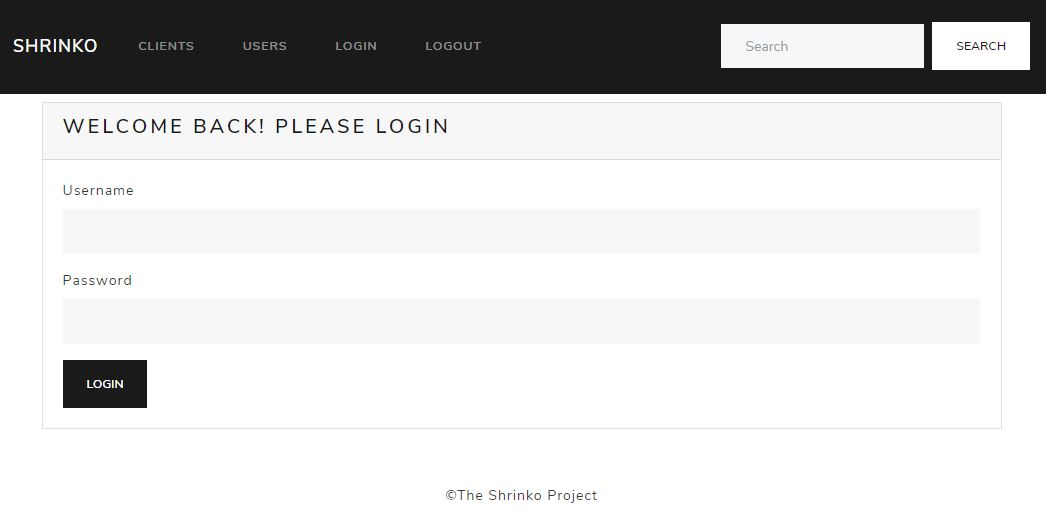 SHRINKO CLIENTS USERS LOGIN LOGOUT Search SEARCH
WELCOME BACK! PLEASE LOGIN
Username
Password
LOGIN
©The Shrinko Project